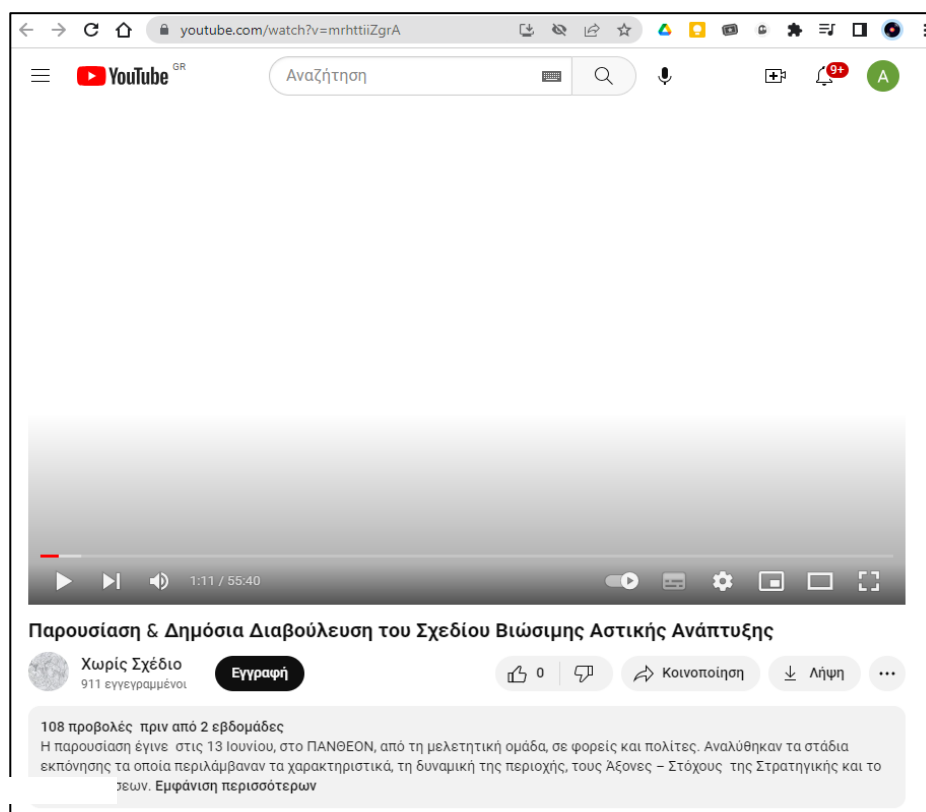 youtube.com/watch?v=mrhttiiZgrA
YouTube GR
Αναζήτηση
9+
A
1:11 / 55:40
Παρουσίαση & Δημόσια Διαβούλευση του Σχεδίου Βιώσιμης Αστικής Ανάπτυξης
Χωρίς Σχέδιο
911 εγγεγραμμένοι
Εγγραφή
0
Κοινοποίηση
Λήψη
108 προβολές πριν από 2 εβδομάδες
Η παρουσίαση έγινε στις 13 Ιουνίου, στο ΠΑΝΘΕΟΝ, από τη μελετητική ομάδα, σε φορείς και πολίτες. Αναλύθηκαν τα στάδια
εκπόνησης τα οποία περιλάμβαναν τα χαρακτηριστικά, τη δυναμική της περιοχής, τους Άξονες – Στόχους της Στρατηγικής και το
σεων. Εμφάνιση περισσότερων